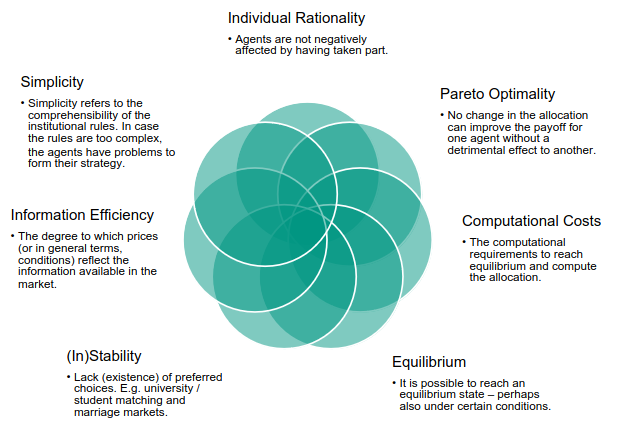 Individual Rationality
• Agents are not negatively
affected by having taken part.
Simplicity
• Simplicity refers to the
comprehensibility of the
institutional rules. In case
the rules are too complex,
the agents have problems to
form their strategy.
Pareto Optimality
• No change in the allocation
can improve the payoff for
one agent without a
detrimental effect to another.
Information Efficiency
• The degree to which prices
(or in general terms,
conditions) reflect the
information available in the
market.
Computational Costs
• The computational
requirements to reach
equilibrium and compute
the allocation.
(In)Stability
• Lack (existence) of preferred
choices. E.g. university /
student matching and
marriage markets.
Equilibrium
• It is possible to reach an
equilibrium state – perhaps
also under certain conditions.